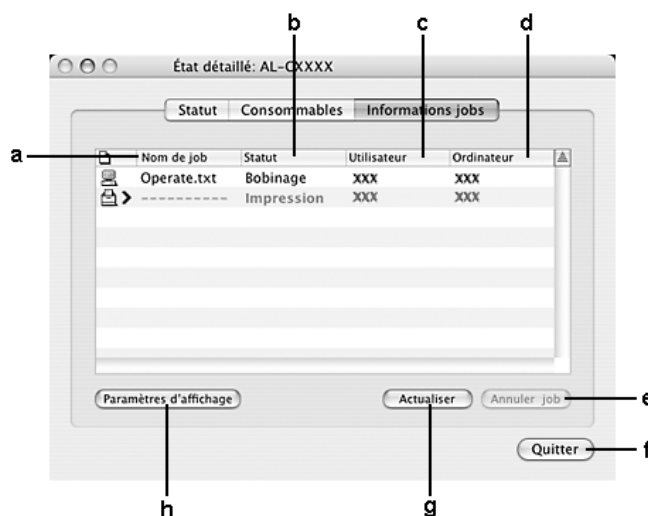 b c d
État détaillé: AL-CXXXX
Statut Consommables Informations jobs
a
Nom de job Statut Utilisateur Ordinateur
Operate.txt Bobinage XXX XXX
---------- Impression XXX XXX
Paramètres d'affichage Actualiser Annuler job e
Quitter f
h g